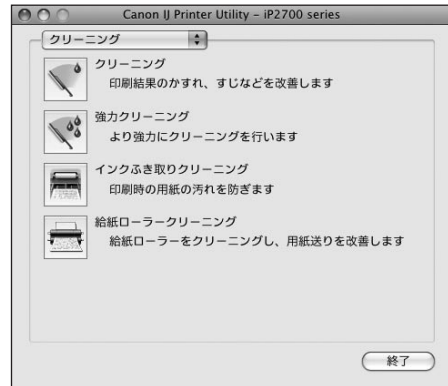 Canon IJ Printer Utility – iP2700 series
クリーニング
クリーニング
印刷結果のかすれ、すじなどを改善します
強力クリーニング
より強力にクリーニングを行います
インクふき取りクリーニング
印刷時の用紙の汚れを防ぎます
給紙ローラークリーニング
給紙ローラーをクリーニングし、用紙送りを改善します
終了